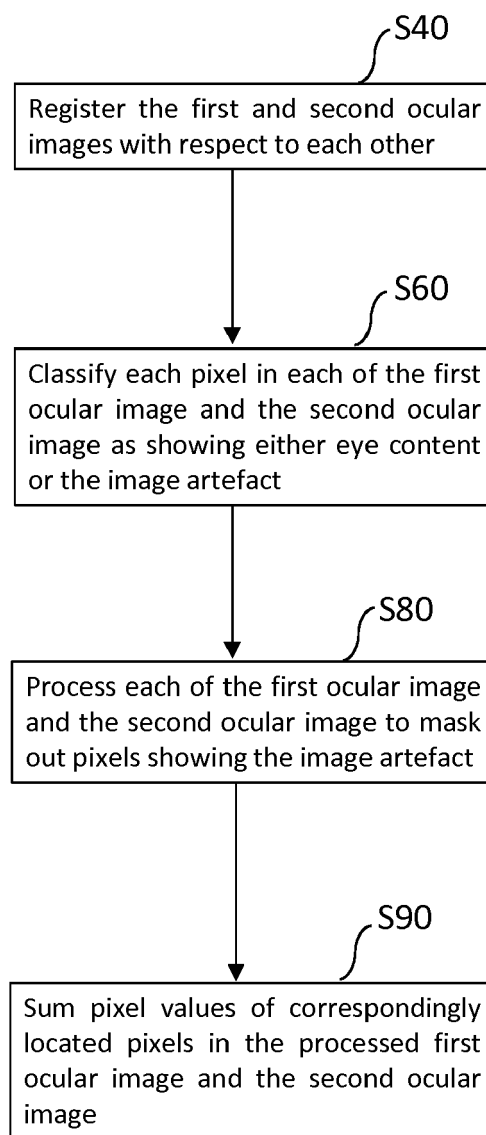 S40
Register the first and second ocular
images with respect to each other
S60
Classify each pixel in each of the first
ocular image and the second ocular
image as showing either eye content
or the image artefact
S80
Process each of the first ocular image
and the second ocular image to mask
out pixels showing the image artefact
S90
Sum pixel values of correspondingly
located pixels in the processed first
ocular image and the second ocular
image